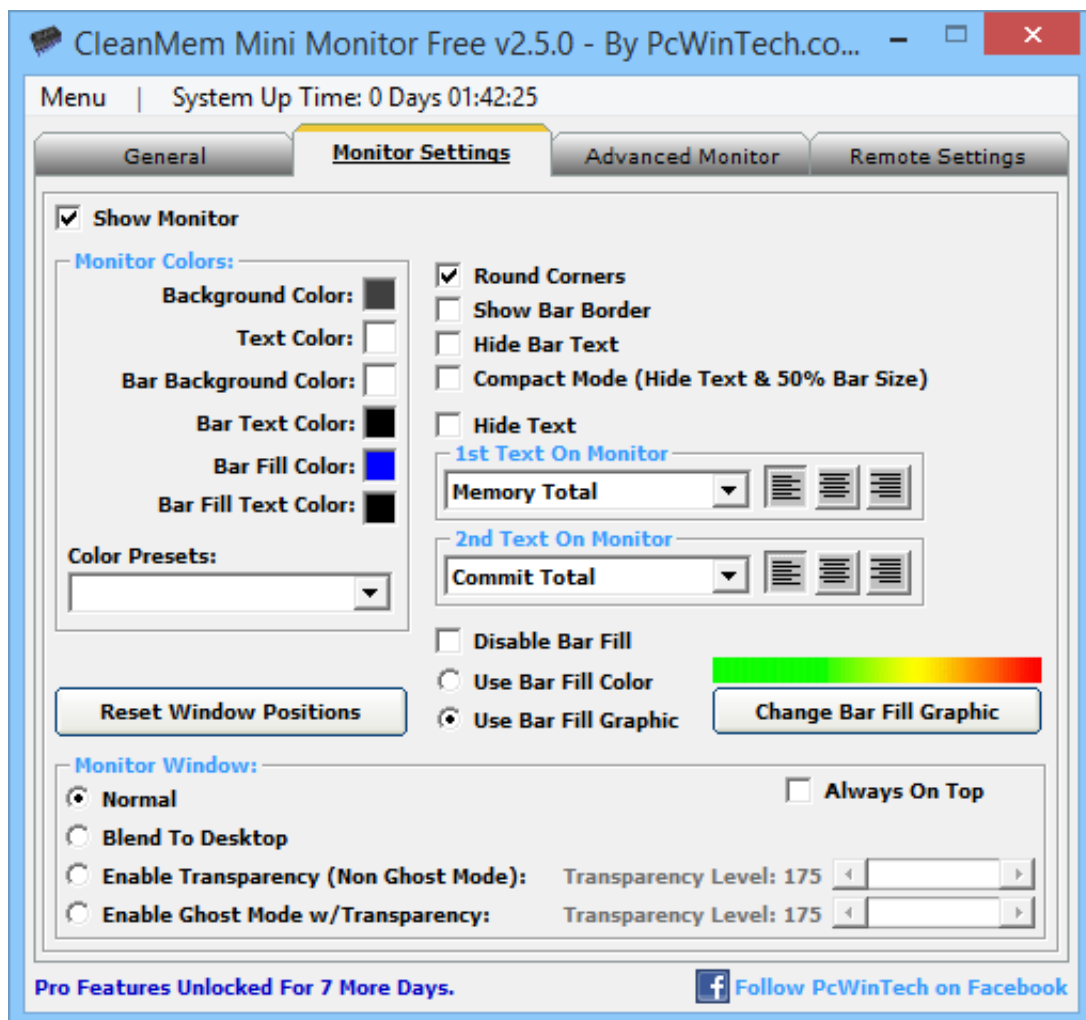 CleanMem Mini Monitor Free v2.5.0 - By PcWinTech.co...
Menu | System Up Time: 0 Days 01:42:25
General Monitor Settings Advanced Monitor Remote Settings
Show Monitor
Monitor Colors:
Background Color:
Text Color:
Bar Background Color:
Bar Text Color:
Bar Fill Color:
Bar Fill Text Color:
Color Presets:
Round Corners
Show Bar Border
Hide Bar Text
Compact Mode (Hide Text & 50% Bar Size)
Hide Text
1st Text On Monitor
Memory Total
2nd Text On Monitor
Commit Total
Disable Bar Fill
Use Bar Fill Color
Use Bar Fill Graphic
Reset Window Positions
Change Bar Fill Graphic
Monitor Window:
Normal
Always On Top
Blend To Desktop
Enable Transparency (Non Ghost Mode): Transparency Level: 175
Enable Ghost Mode w/Transparency: Transparency Level: 175
Pro Features Unlocked For 7 More Days.
Follow PcWinTech on Facebook